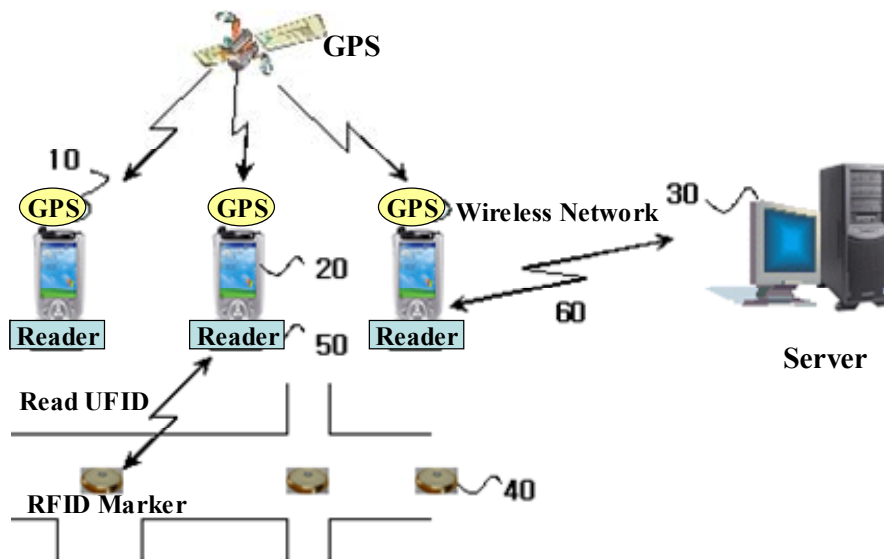 GPS
10
GPS
GPS
GPS
Wireless Network
30
20
60
Reader
Reader
50
Reader
Server
Read UFID
40
RFID Marker